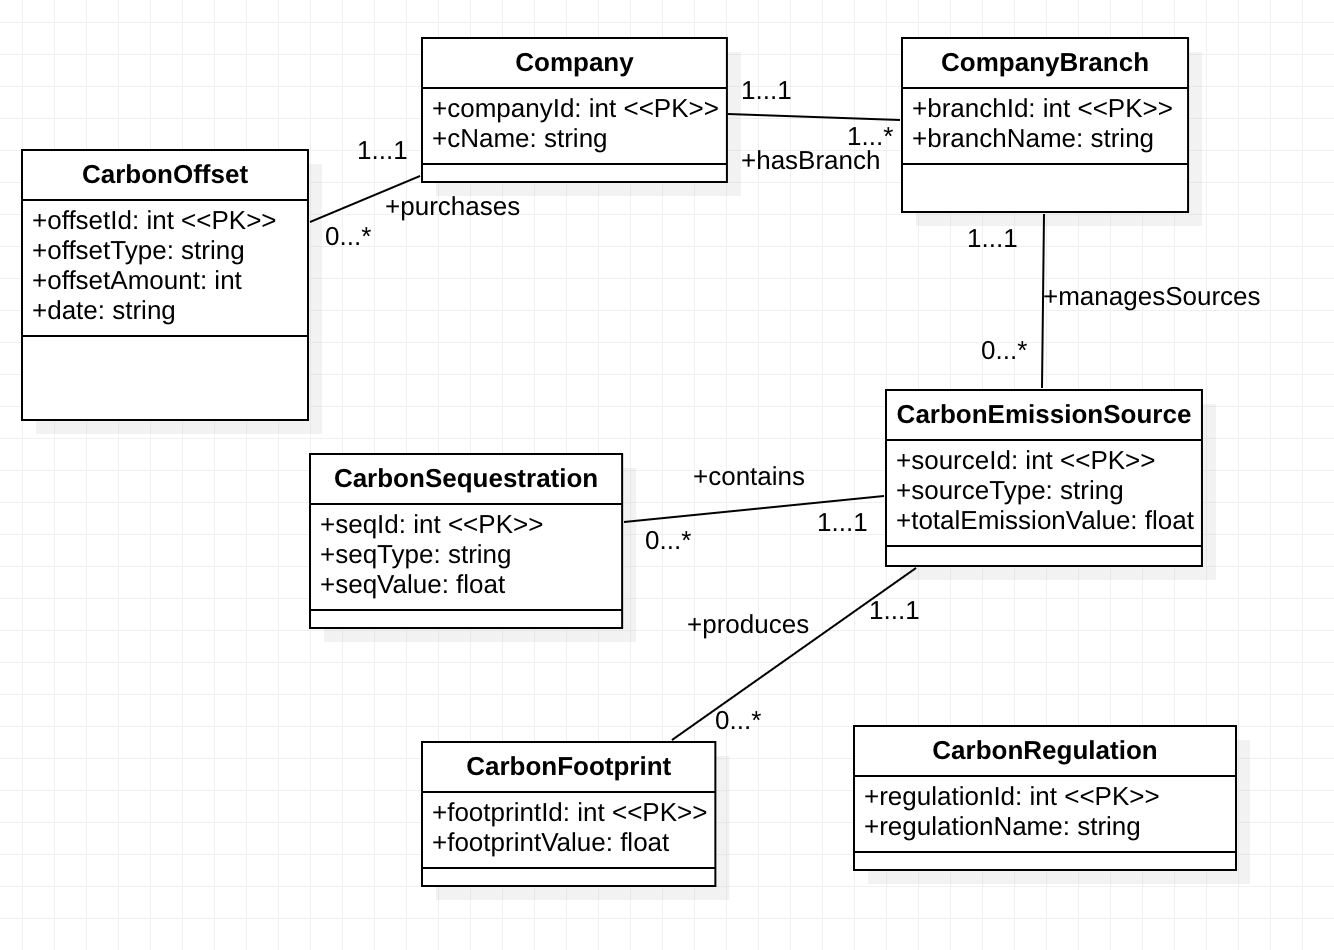 Company
+companyId: int <<PK>>
+cName: string
CompanyBranch
+branchId: int <<PK>>
+branchName: string
1...1
1...*
+hasBranch
CarbonOffset
+offsetId: int <<PK>>
+offsetType: string
+offsetAmount: int
+date: string
1...1
+purchases
0...*
1...1
+managesSources
0...*
CarbonEmissionSource
+sourceId: int <<PK>>
+sourceType: string
+totalEmissionValue: float
CarbonSequestration
+seqId: int <<PK>>
+seqType: string
+seqValue: float
+contains
1...1
0...*
+produces
1...1
0...*
CarbonFootprint
+footprintId: int <<PK>>
+footprintValue: float
CarbonRegulation
+regulationId: int <<PK>>
+regulationName: string